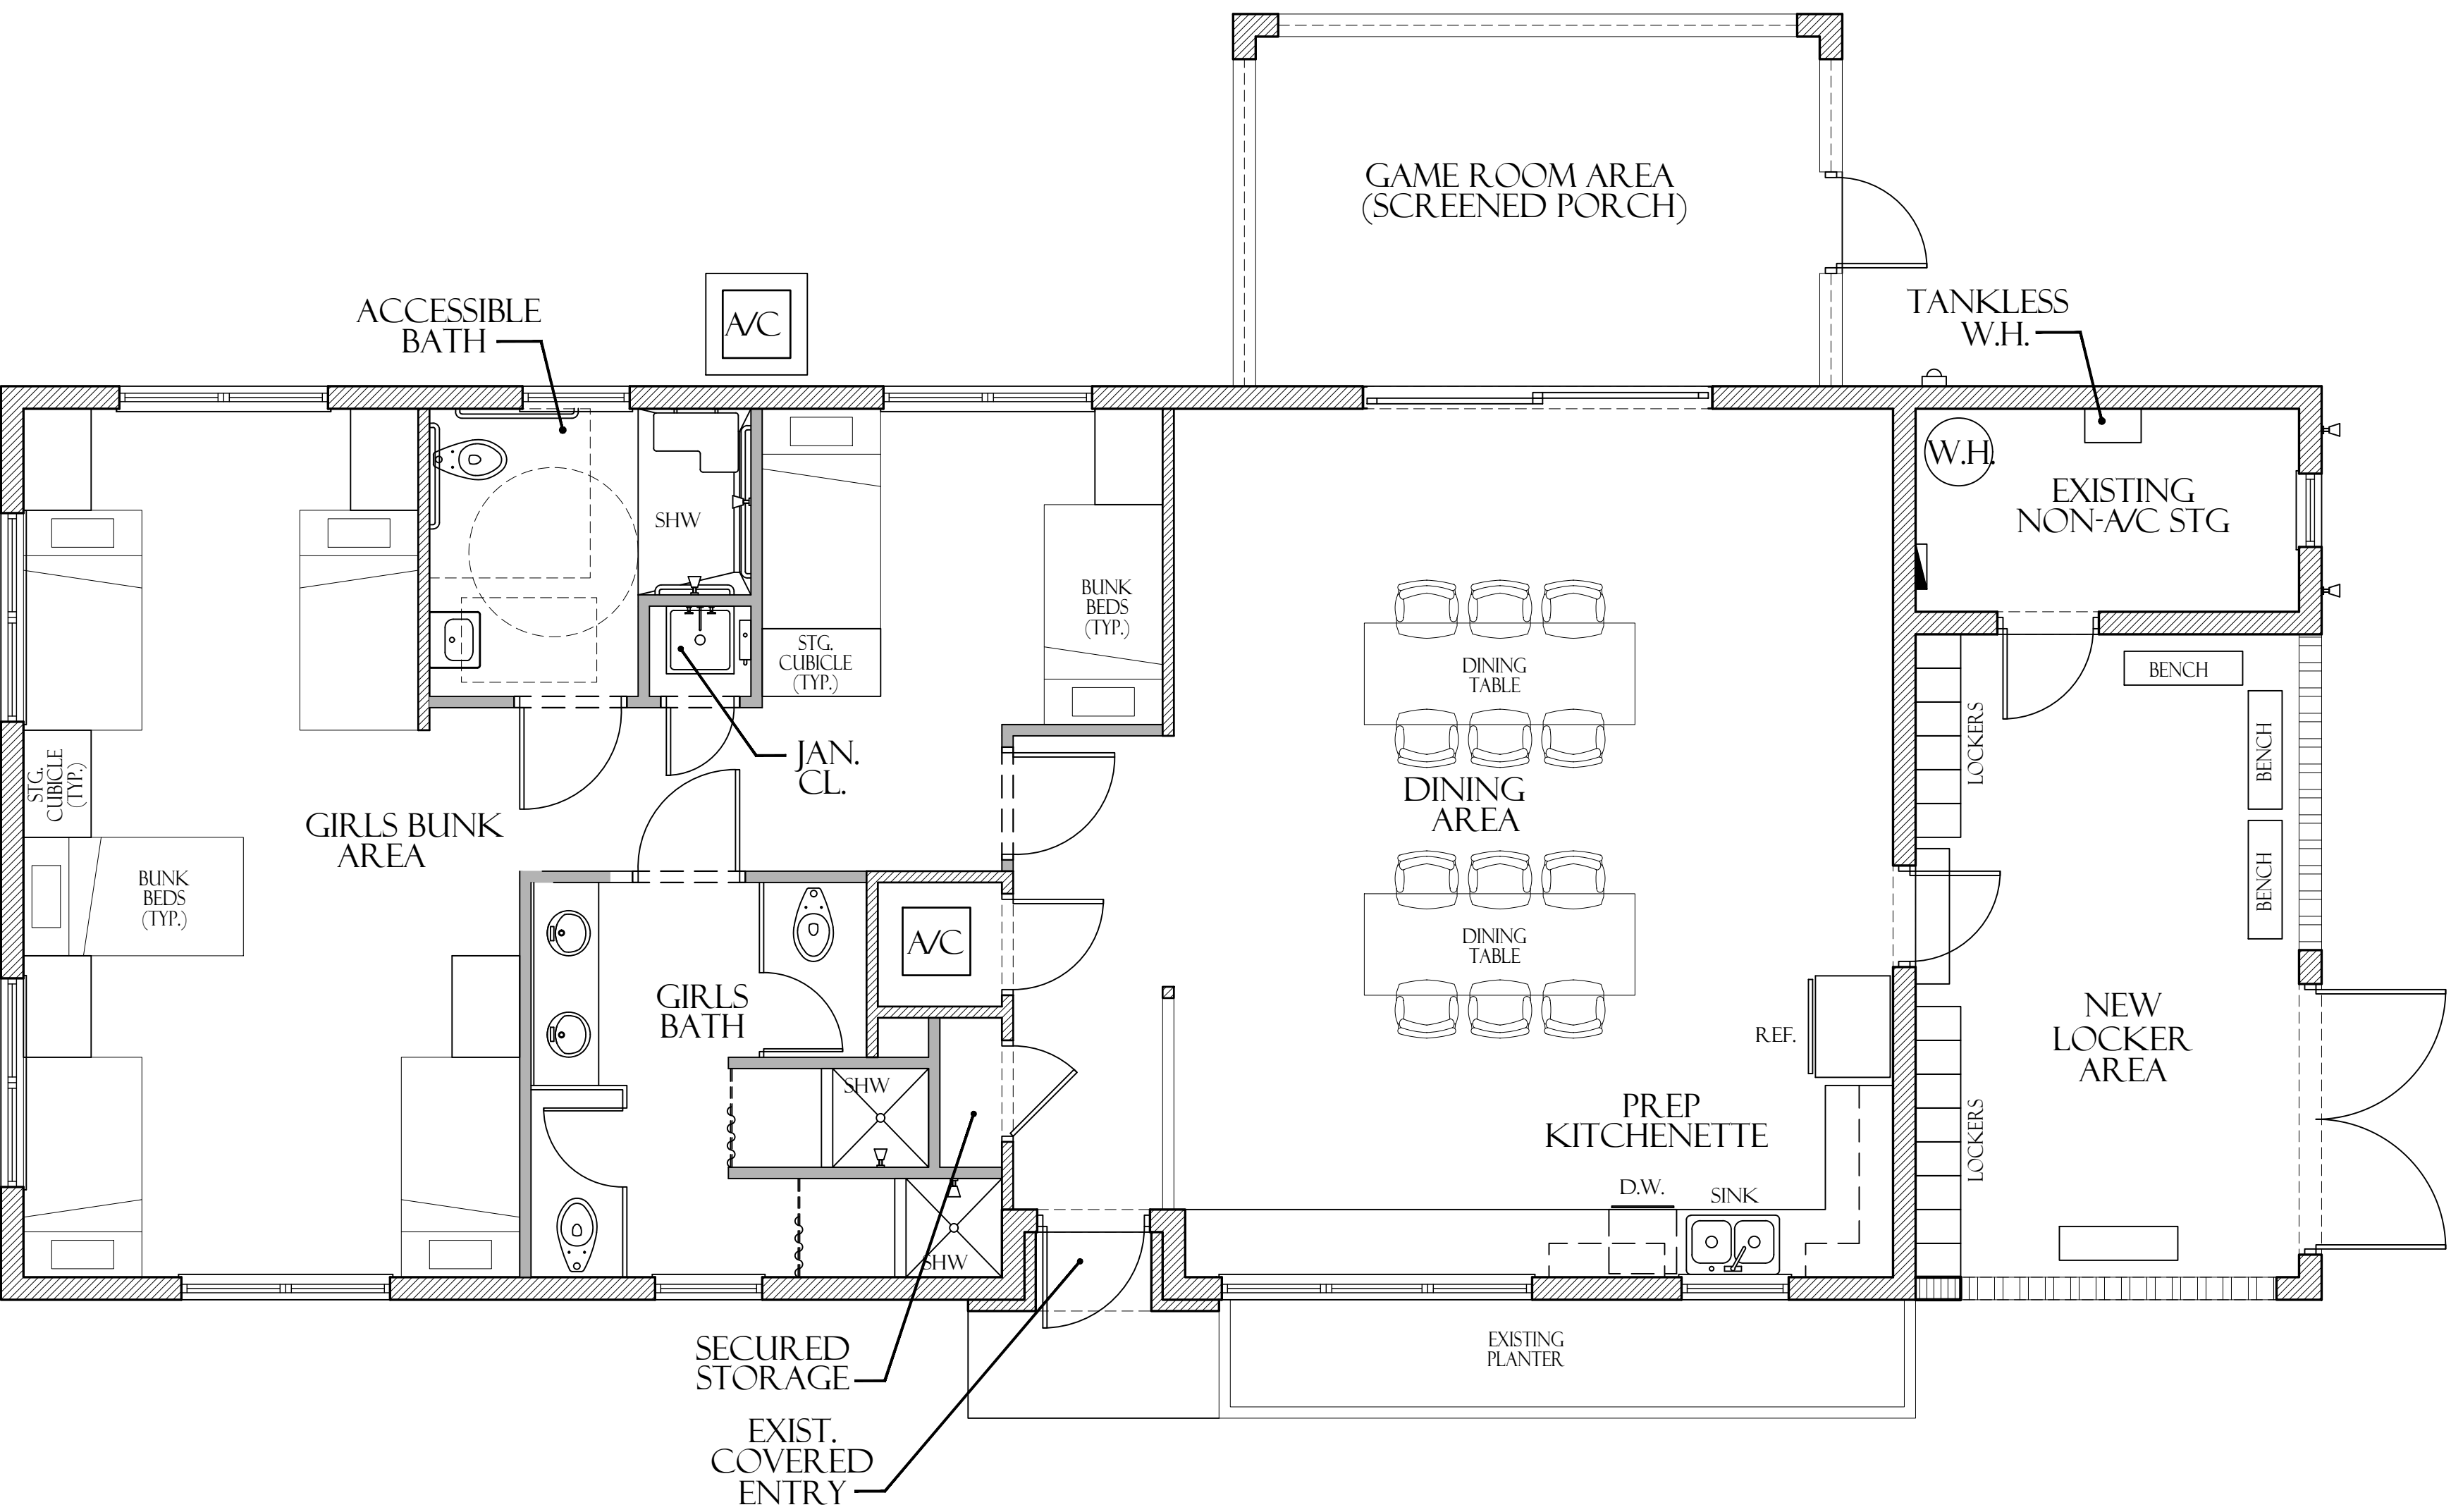 GAME ROOM AREA
(SCREENED PORCH)
ACCESSIBLE
BATH
A/C
TANKLESS
W.H.
W.H.
EXISTING
NON-A/C STG
SHW
BUNK
BEDS
(TYP.)
STG.
CUBICLE
(TYP.)
DINING
TABLE
BENCH
LOCKERS
BENCH
JAN.
CL.
STG.
CUBICLE
(TYP.)
DINING
AREA
GIRLS BUNK
AREA
BUNK
BEDS
(TYP.)
A/C
DINING
TABLE
BENCH
GIRLS
BATH
REF.
NEW
LOCKER
AREA
SHW
PREP
KITCHENETTE
LOCKERS
D.W.
SINK
SHW
SECURED
STORAGE
EXISTING
PLANTER
EXIST.
COVERED
ENTRY